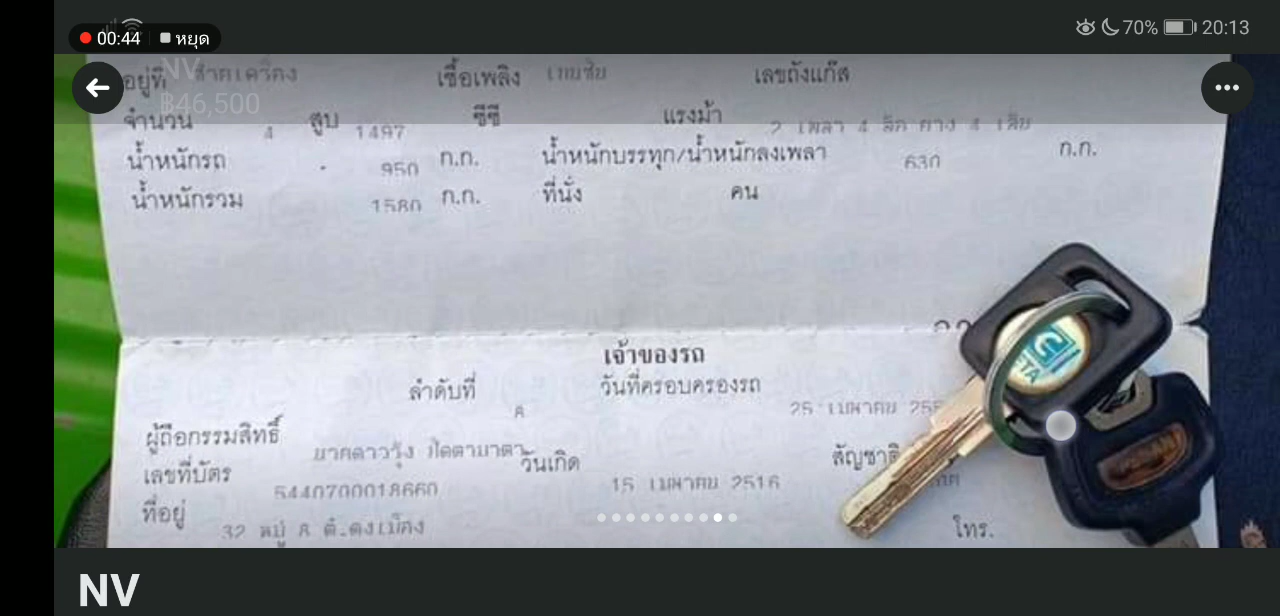 00:44 หยุด
70% 20:13
NV
฿46,500
อยู่ที่ เชื้อเพลิง เลขถังแก๊ส
จำนวน 4 สูบ 1497 ซีซี แรงม้า 2 เพลา 4 ล้อ ยาง 4 เส้น
น้ำหนักรถ 950 ก.ก. น้ำหนักบรรทุก/น้ำหนักลงเพลา 630 ก.ก.
น้ำหนักรวม 1580 ก.ก. ที่นั่ง คน
เจ้าของรถ
ลำดับที่ 8 วันที่ครอบครองรถ 25 เมษายน
ผู้ถือกรรมสิทธิ์
เลขที่บัตร 5440700018660 วันเกิด 15 เมษายน 2516 สัญชาติ
ที่อยู่ 32 หมู่ 8 ต.ดงเมือง โทร.
NV